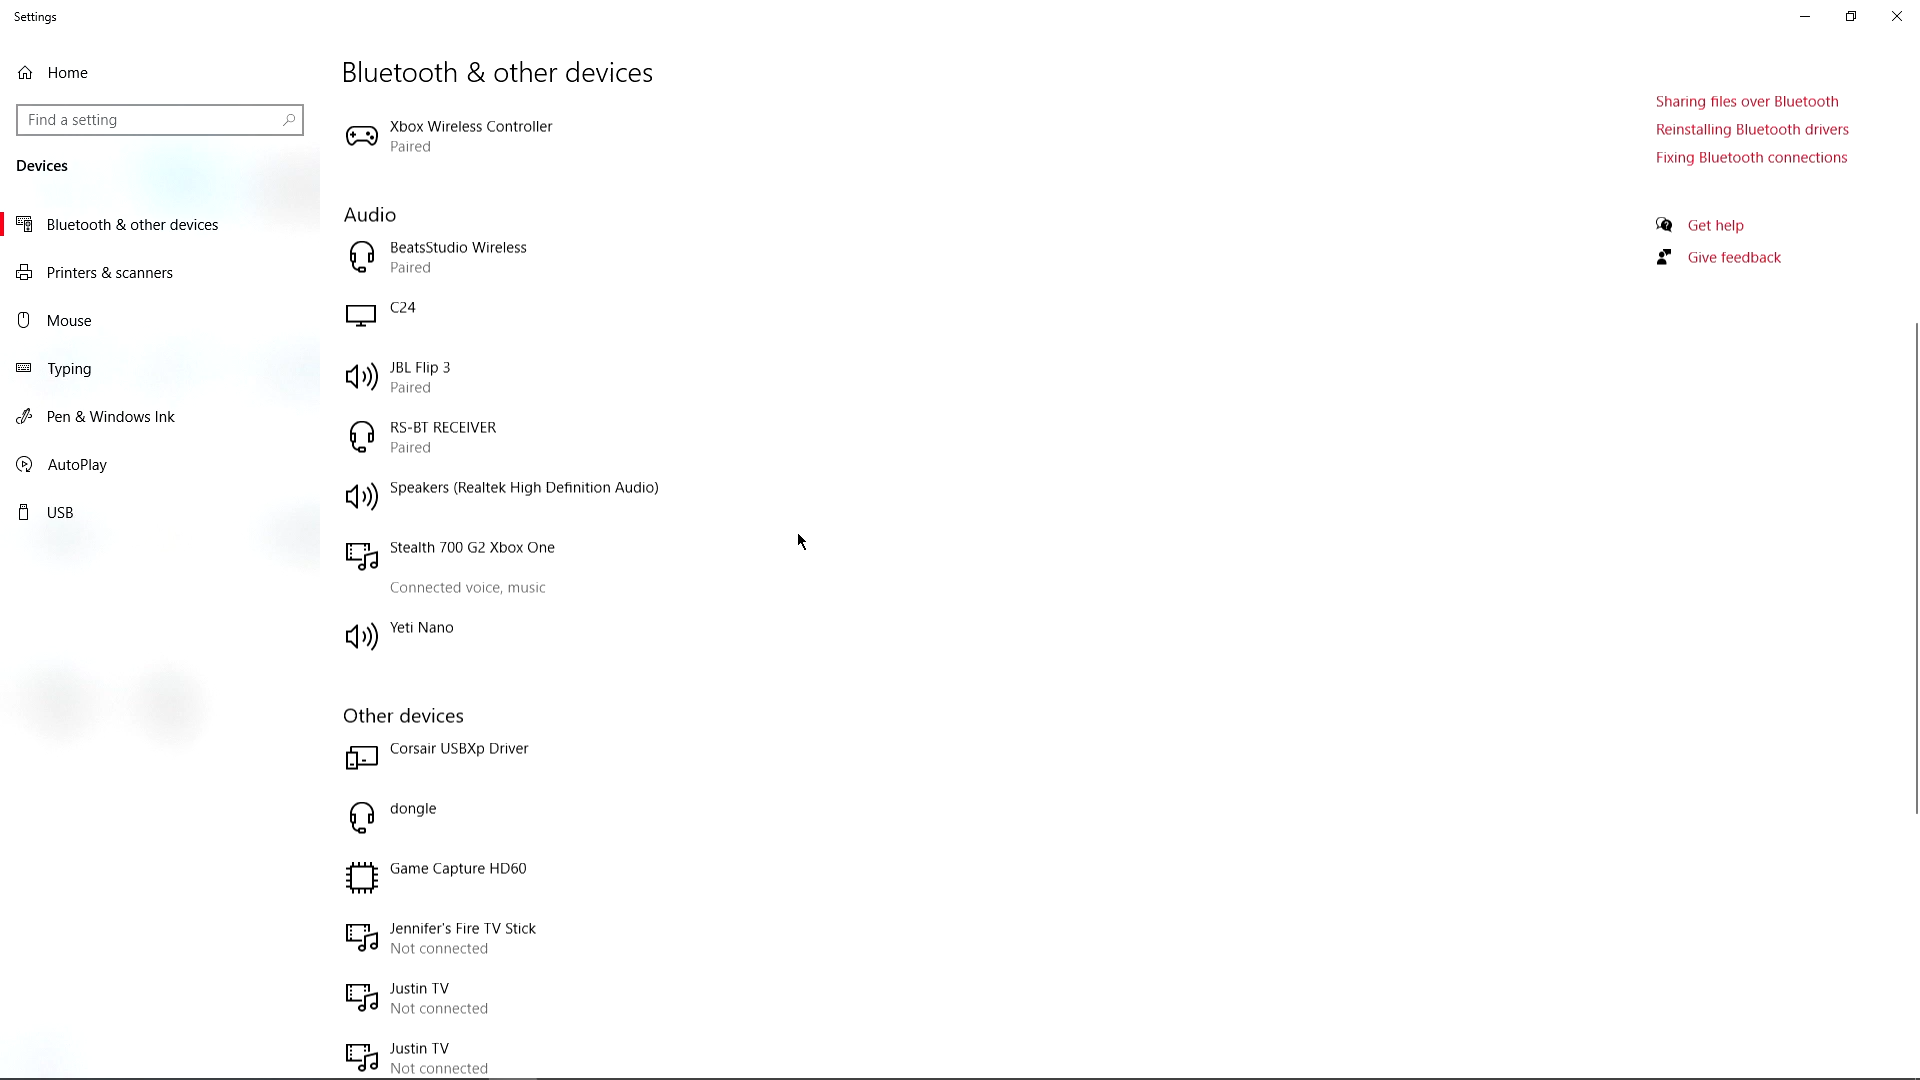 Settings
Home
Find a setting
Devices
Bluetooth & other devices
Printers & scanners
Mouse
Typing
Pen & Windows Ink
AutoPlay
USB
Bluetooth & other devices
Xbox Wireless Controller
Paired
Audio
BeatsStudio Wireless
Paired
C24
JBL Flip 3
Paired
RS-BT RECEIVER
Paired
Speakers (Realtek High Definition Audio)
Stealth 700 G2 Xbox One
Connected voice, music
Yeti Nano
Other devices
Corsair USBXp Driver
dongle
Game Capture HD60
Jennifer's Fire TV Stick
Not connected
Justin TV
Not connected
Justin TV
Not connected
Sharing files over Bluetooth
Reinstalling Bluetooth drivers
Fixing Bluetooth connections
Get help
Give feedback